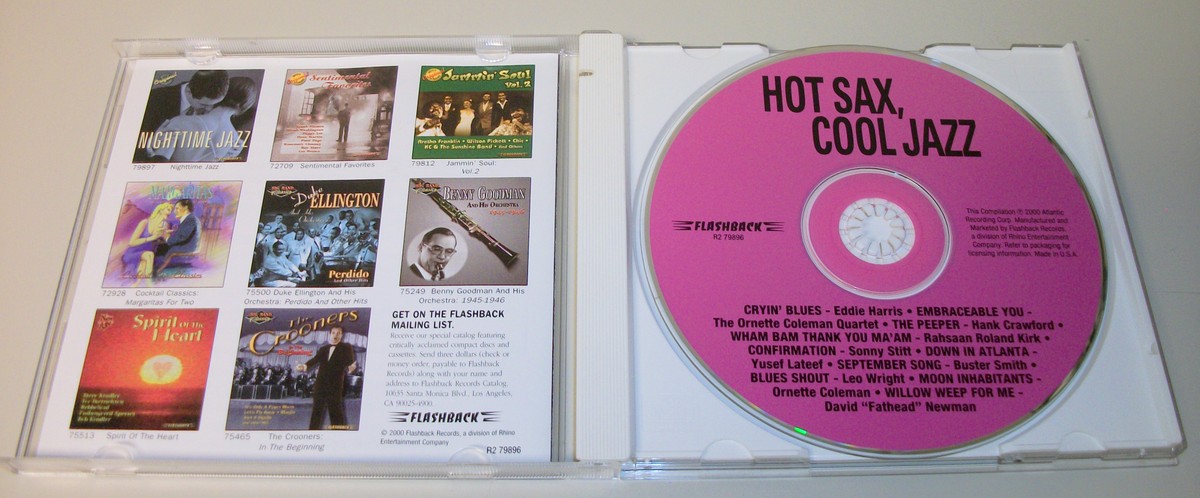 NIGHTTIME JAZZ
79897 Nighttime Jazz
Sentimental
Favorites
72709 Sentimental Favorites
Jammin' Soul
Vol. 2
Aretha Franklin • Wilson Pickett • Chic •
KC & The Sunshine Band • And Others
79812 Jammin' Soul:
Vol.2
MARGARITAS
72928 Cocktail Classics:
Margaritas For Two
BIG BAND
Duke
ELLINGTON
And His
Orchestra
Perdido
And Other Hits
75500 Duke Ellington And His
Orchestra: Perdido And Other Hits
BIG BAND
BENNY GOODMAN
AND HIS ORCHESTRA
75249 Benny Goodman And His
Orchestra: 1945-1946
Spirit Of The
Heart
75513 Spirit Of The Heart
The
Crooners
75465 The Crooners:
In The Beginning
GET ON THE FLASHBACK
MAILING LIST.
Receive our special catalog featuring
critically acclaimed compact discs and
cassettes. Send three dollars (check or
money order, payable to Flashback
Records) along with your name and
address to Flashback Records Catalog,
10635 Santa Monica Blvd., Los Angeles,
CA 90025-4900.
FLASHBACK
© 2000 Flashback Records, a division of Rhino
Entertainment Company
R2 79896
HOT SAX,
COOL JAZZ
FLASHBACK
R2 79896
This Compilation ℗ 2000 Atlantic
Recording Corp. Manufactured and
Marketed by Flashback Records,
a division of Rhino Entertainment
Company. Refer to packaging for
licensing information. Made in U.S.A.
CRYIN' BLUES - Eddie Harris • EMBRACEABLE YOU -
The Ornette Coleman Quartet • THE PEEPER - Hank Crawford •
WHAM BAM THANK YOU MA'AM - Rahsaan Roland Kirk •
CONFIRMATION - Sonny Stitt • DOWN IN ATLANTA -
Yusef Lateef • SEPTEMBER SONG - Buster Smith •
BLUES SHOUT - Leo Wright • MOON INHABITANTS -
Ornette Coleman • WILLOW WEEP FOR ME -
David "Fathead" Newman